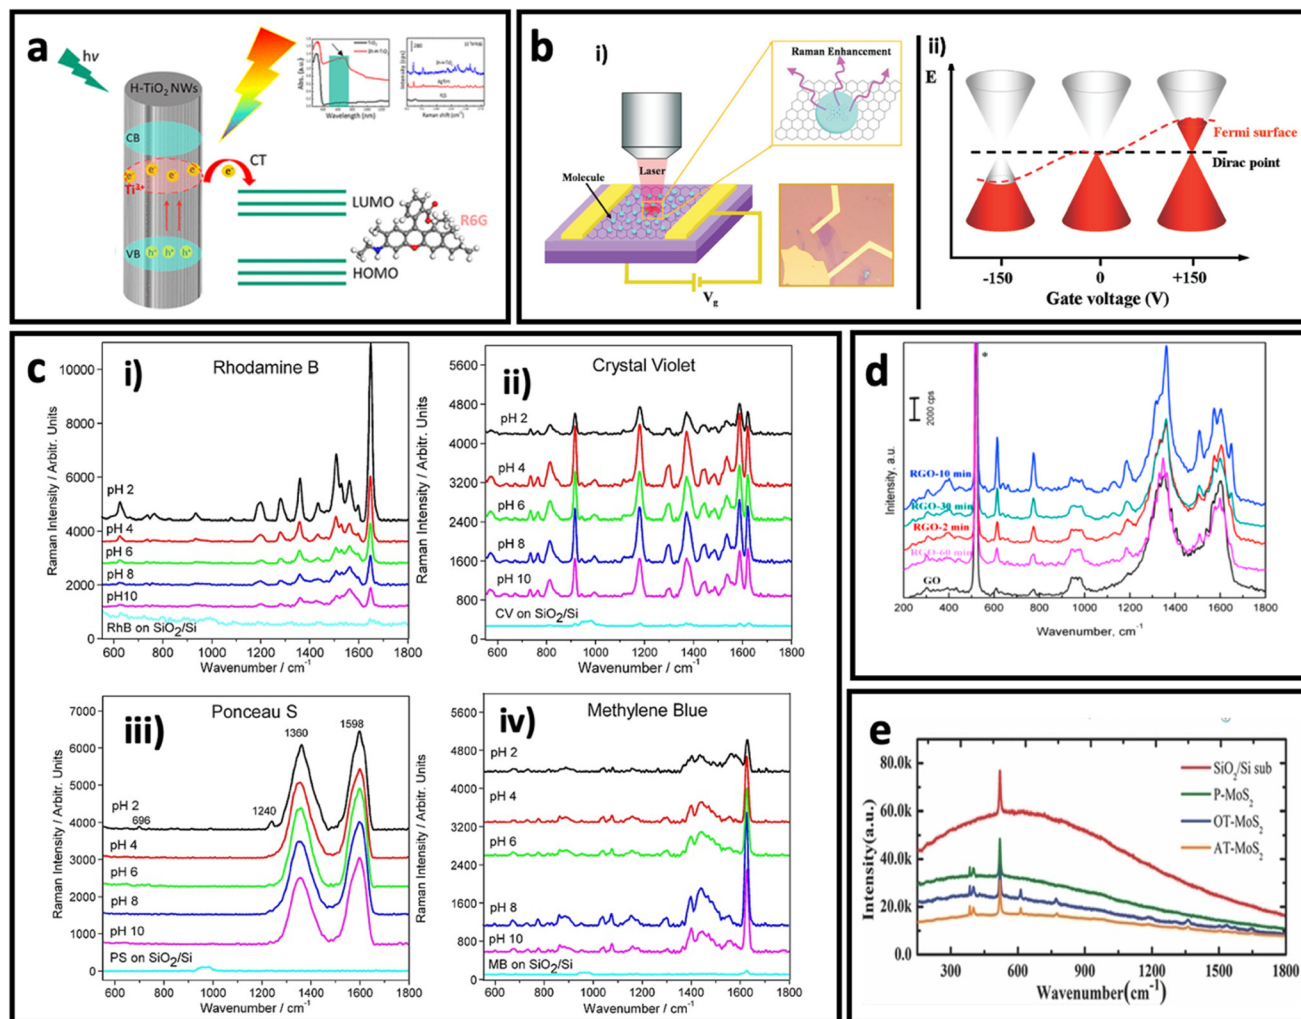 a
hν
H-TiO₂ NWs
CB
e⁻ e⁻ e⁻ e⁻ e⁻
Ti³⁺
CT
e⁻
VB
h⁺ h⁺ h⁺
LUMO
HOMO
R6G
Abs. (a.u.)
Wavelength (nm)
Intensity (cps)
Raman shift (cm⁻¹)
b
i)
Raman Enhancement
Laser
Molecule
Vg
ii)
E
Fermi surface
Dirac point
-150
0
+150
Gate voltage (V)
c
i)
Rhodamine B
Raman Intensity / Arbitr. Units
10000
8000
6000
4000
2000
0
pH 2
pH 4
pH 6
pH 8
pH10
RhB on SiO₂/Si
600 800 1000 1200 1400 1600 1800
Wavenumber / cm⁻¹
ii)
Crystal Violet
Raman Intensity / Arbitr. Units
5600
4800
4000
3200
2400
1600
800
0
pH 2
pH 4
pH 6
pH 8
pH 10
CV on SiO₂/Si
600 800 1000 1200 1400 1600 1800
Wavenumber / cm⁻¹
iii)
Ponceau S
Raman Intensity / Arbitr. Units
7000
6000
5000
4000
3000
2000
1000
0
1360
1598
1240
696
pH 2
pH 4
pH 6
pH 8
pH 10
PS on SiO₂/Si
600 800 1000 1200 1400 1600 1800
Wavenumber / cm⁻¹
iv)
Methylene Blue
Raman Intensity / Arbitr. Units
5600
4800
4000
3200
2400
1600
800
0
pH 2
pH 4
pH 6
pH 8
pH 10
MB on SiO₂/Si
600 800 1000 1200 1400 1600 1800
Wavenumber / cm⁻¹
d
*
2000 cps
Inlensity, a.u.
RGO-10 min
RGO-30 min
RGO-2 min
RGO-60 min
GO
200 400 600 800 1000 1200 1400 1600 1800
Wavenumber, cm⁻¹
e
SiO₂/Si sub
P-MoS₂
OT-MoS₂
AT-MoS₂
Intensity(a.u.)
80.0k
60.0k
40.0k
20.0k
0.0
300 600 900 1200 1500 1800
Wavenumber(cm⁻¹)